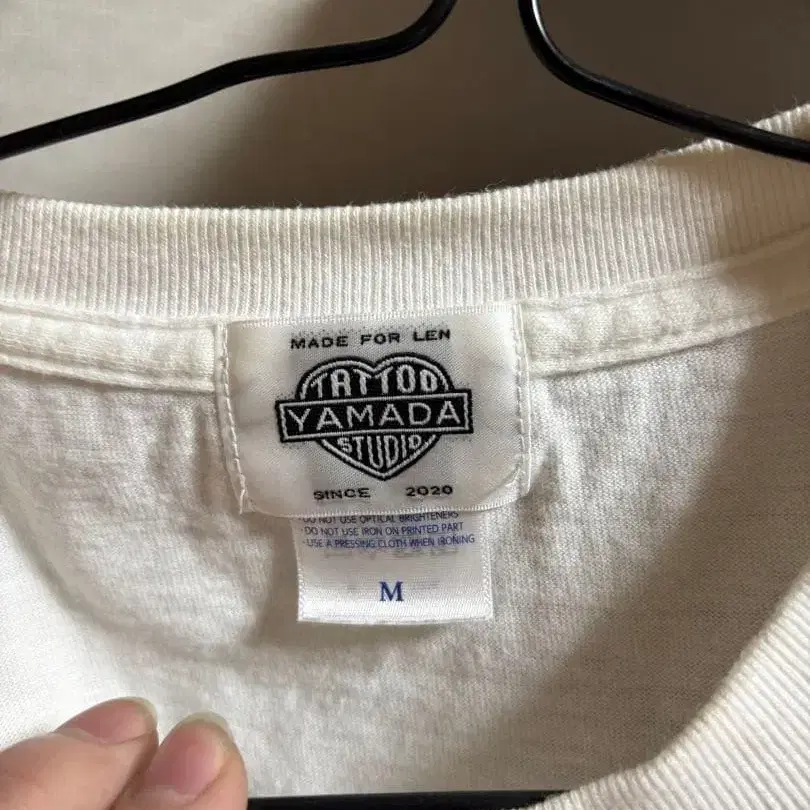 MADE FOR LEN
TATTOO
YAMADA
STUDIO
SINCE 2020
DO NOT USE OPTICAL BRIGHTENERS
· DO NOT USE IRON ON PRINTED PART
· USE A PRESSING CLOTH WHEN IRONING
M